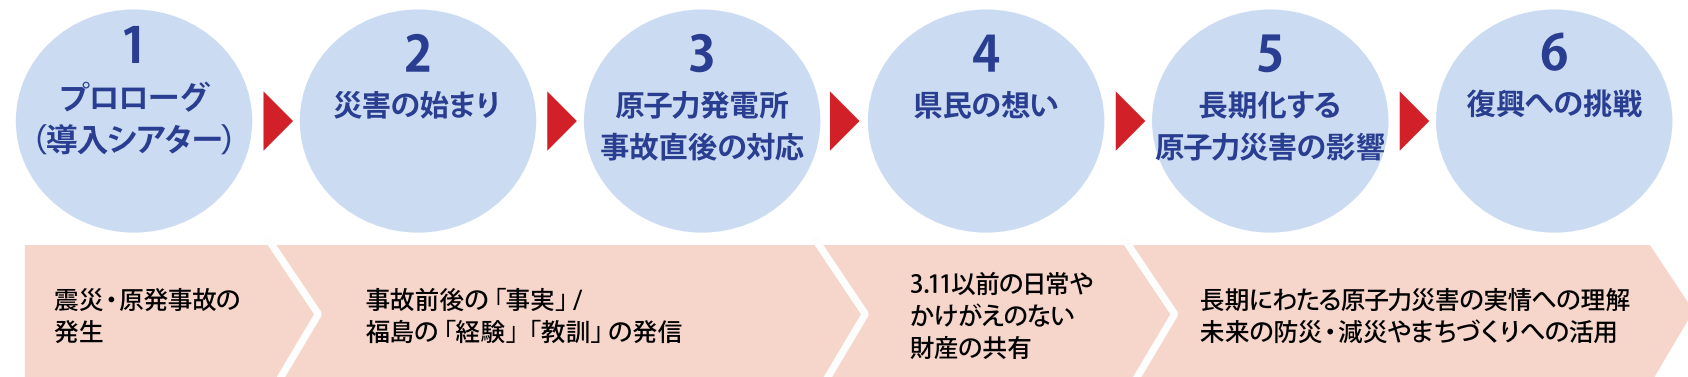 1
プロローグ
（導入シアター）
2
災害の始まり
3
原子力発電所
事故直後の対応
4
県民の想い
5
長期化する
原子力災害の影響
6
復興への挑戦
震災・原発事故の
発生
事故前後の「事実」/
福島の「経験」「教訓」の発信
3.11以前の日常や
かけがえのない
財産の共有
長期にわたる原子力災害の実情への理解
未来の防災・減災やまちづくりへの活用